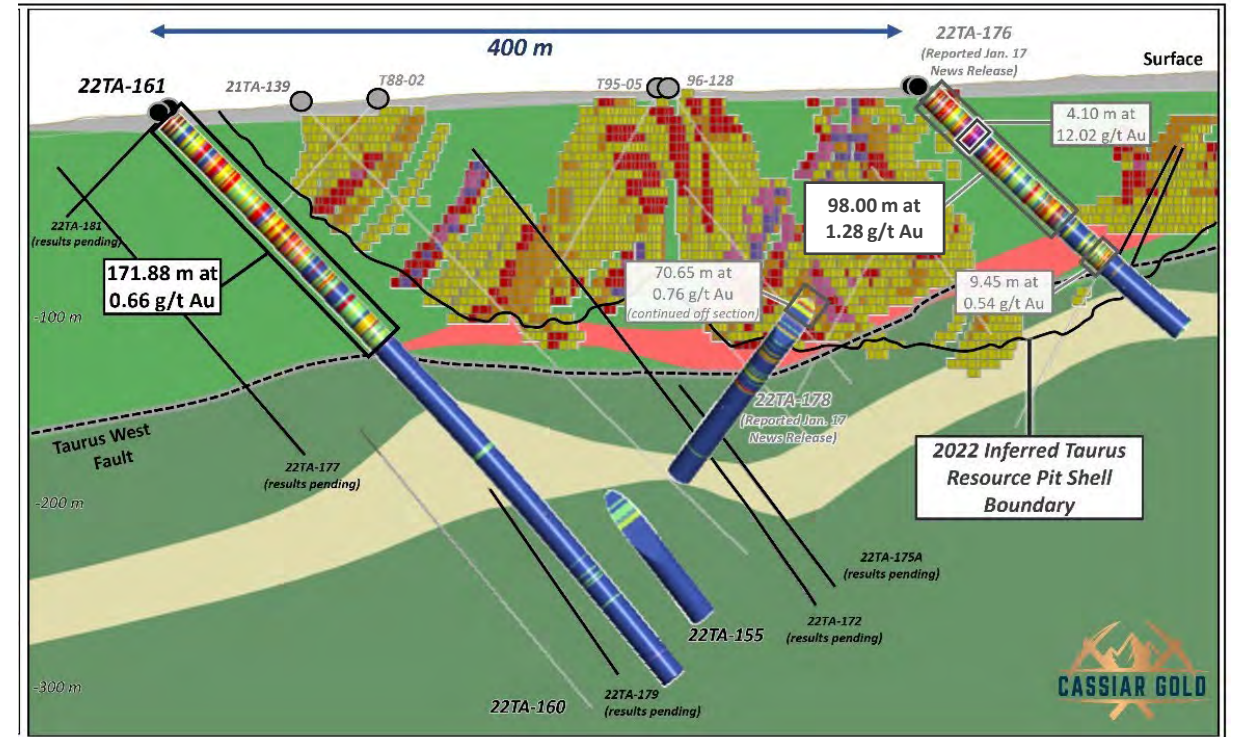 400 m
22TA-176
(Reported Jan. 17
News Release)
Surface
22TA-161
21TA-139
T88-02
T95-05
96-128
4.10 m at
12.02 g/t Au
98.00 m at
1.28 g/t Au
22TA-181
(results pending)
171.88 m at
0.66 g/t Au
70.65 m at
0.76 g/t Au
(continued off section)
9.45 m at
0.54 g/t Au
-100 m
22TA-178
(Reported Jan. 17
News Release)
Taurus West
Fault
22TA-177
(results pending)
2022 Inferred Taurus
Resource Pit Shell
Boundary
-200 m
22TA-175A
(results pending)
22TA-172
(results pending)
22TA-155
-300 m
22TA-160
22TA-179
(results pending)
CASSIAR GOLD